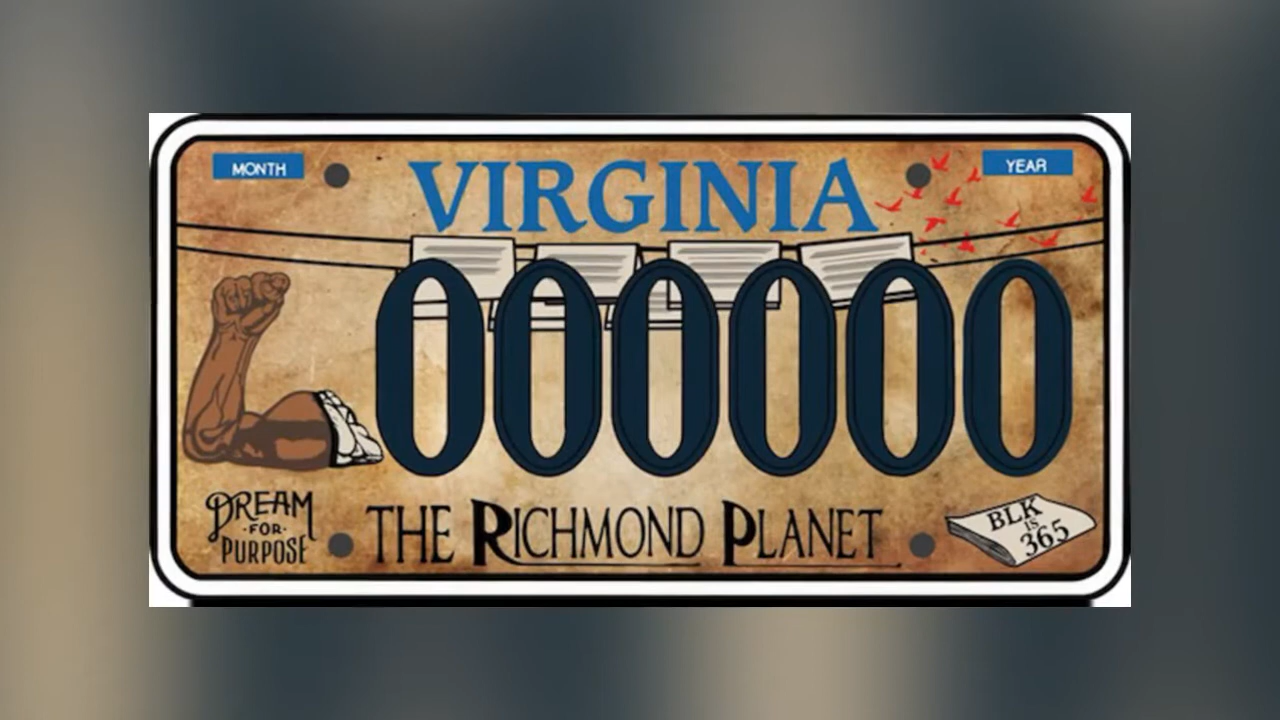 MONTH
VIRGINIA
YEAR
000000
DREAM
·FOR·
PURPOSE
THE RICHMOND PLANET
BLK
IS
365